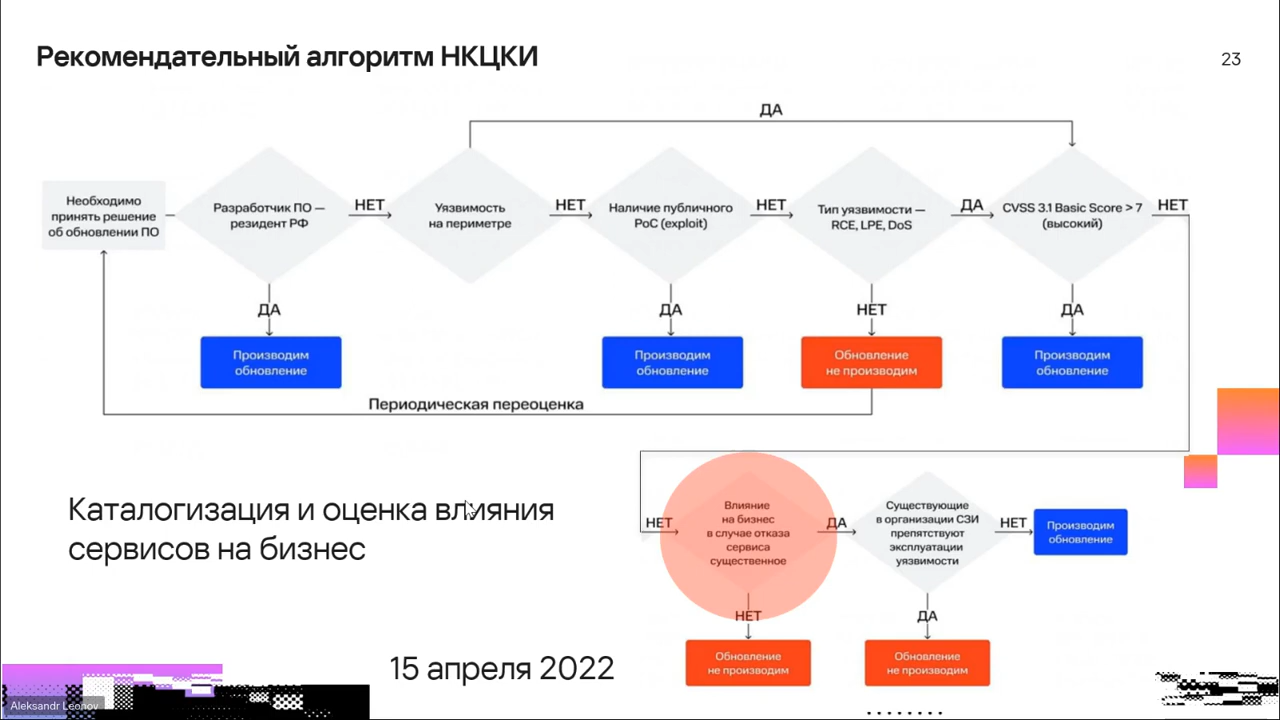 Рекомендательный алгоритм НКЦКИ
23
ДА
Необходимо
принять решение
об обновлении ПО
Разработчик ПО —
резидент РФ
НЕТ
Уязвимость
на периметре
НЕТ
Наличие публичного
PoC (exploit)
НЕТ
Тип уязвимости —
RCE, LPE, DoS
ДА
CVSS 3.1 Basic Score > 7
(высокий)
НЕТ
ДА
ДА
НЕТ
ДА
Производим
обновление
Производим
обновление
Обновление
не производим
Производим
обновление
Периодическая переоценка
Каталогизация и оценка влияния
сервисов на бизнес
НЕТ
Влияние
на бизнес
в случае отказа
сервиса
существенное
ДА
Существующие
в организации СЗИ
препятствуют
эксплуатации
уязвимости
НЕТ
Производим
обновление
НЕТ
ДА
Обновление
не производим
Обновление
не производим
15 апреля 2022
Aleksandr Leonov